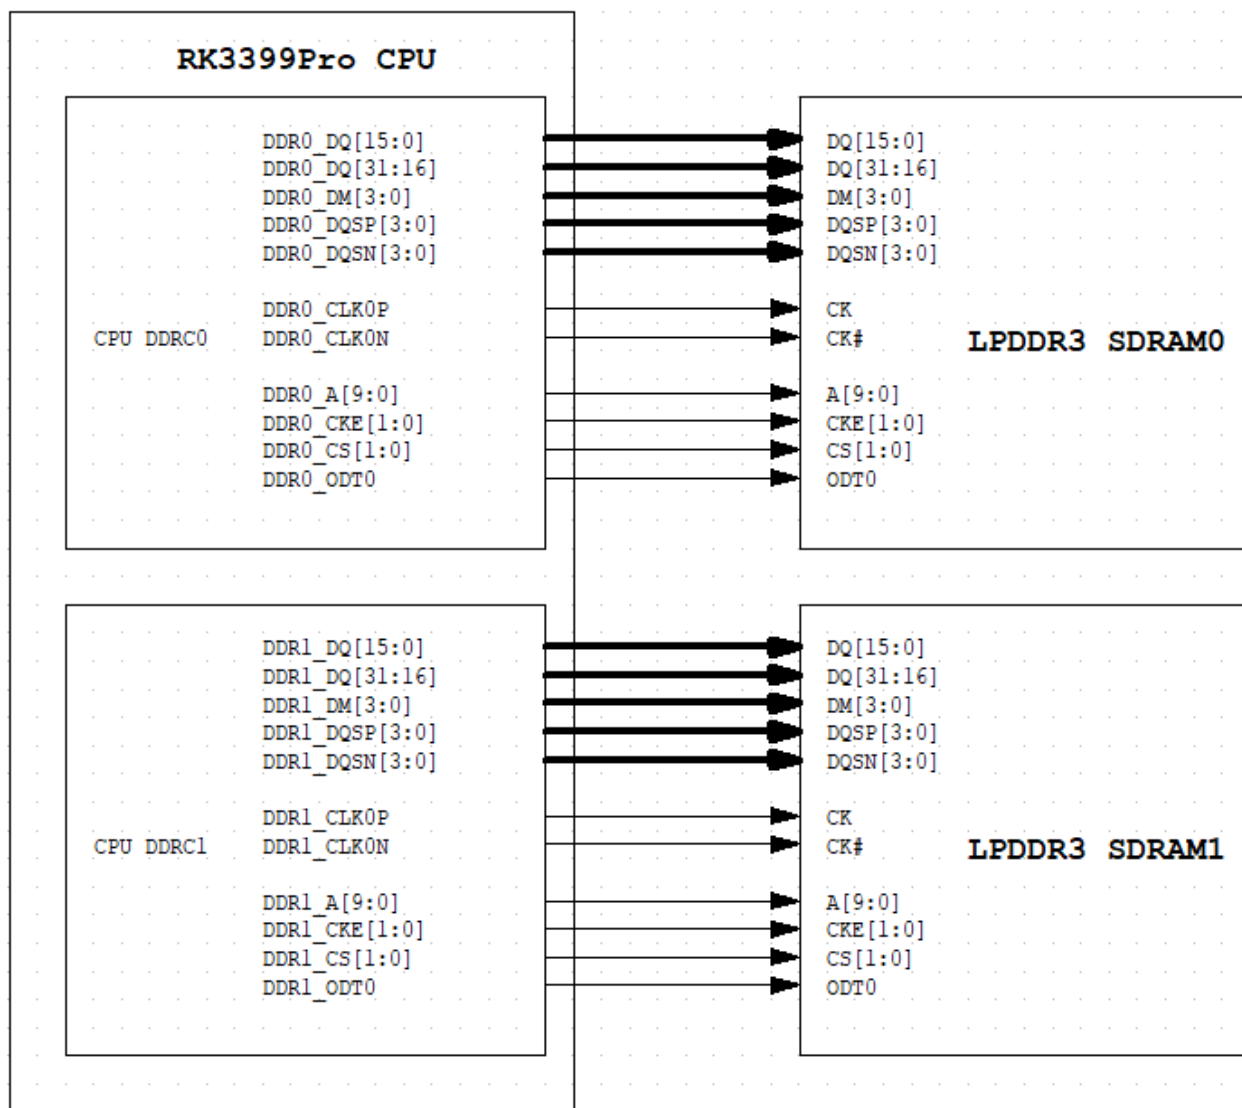 RK3399Pro CPU
DDR0_DQ[15:0] DQ[15:0]
DDR0_DQ[31:16] DQ[31:16]
DDR0_DM[3:0] DM[3:0]
DDR0_DQSP[3:0] DQSP[3:0]
DDR0_DQSN[3:0] DQSN[3:0]
DDR0_CLK0P CK
CPU DDRC0 DDR0_CLK0N CK# LPDDR3 SDRAM0
DDR0_A[9:0] A[9:0]
DDR0_CKE[1:0] CKE[1:0]
DDR0_CS[1:0] CS[1:0]
DDR0_ODT0 ODT0
DDR1_DQ[15:0] DQ[15:0]
DDR1_DQ[31:16] DQ[31:16]
DDR1_DM[3:0] DM[3:0]
DDR1_DQSP[3:0] DQSP[3:0]
DDR1_DQSN[3:0] DQSN[3:0]
DDR1_CLK0P CK
CPU DDRC1 DDR1_CLK0N CK# LPDDR3 SDRAM1
DDR1_A[9:0] A[9:0]
DDR1_CKE[1:0] CKE[1:0]
DDR1_CS[1:0] CS[1:0]
DDR1_ODT0 ODT0